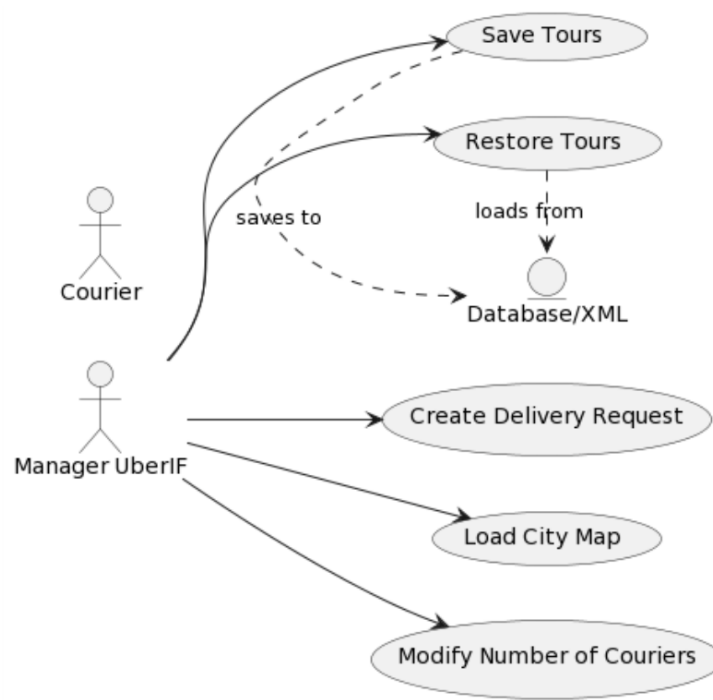 Save Tours
Restore Tours
saves to
loads from
Courier
Database/XML
Create Delivery Request
Manager UberIF
Load City Map
Modify Number of Couriers